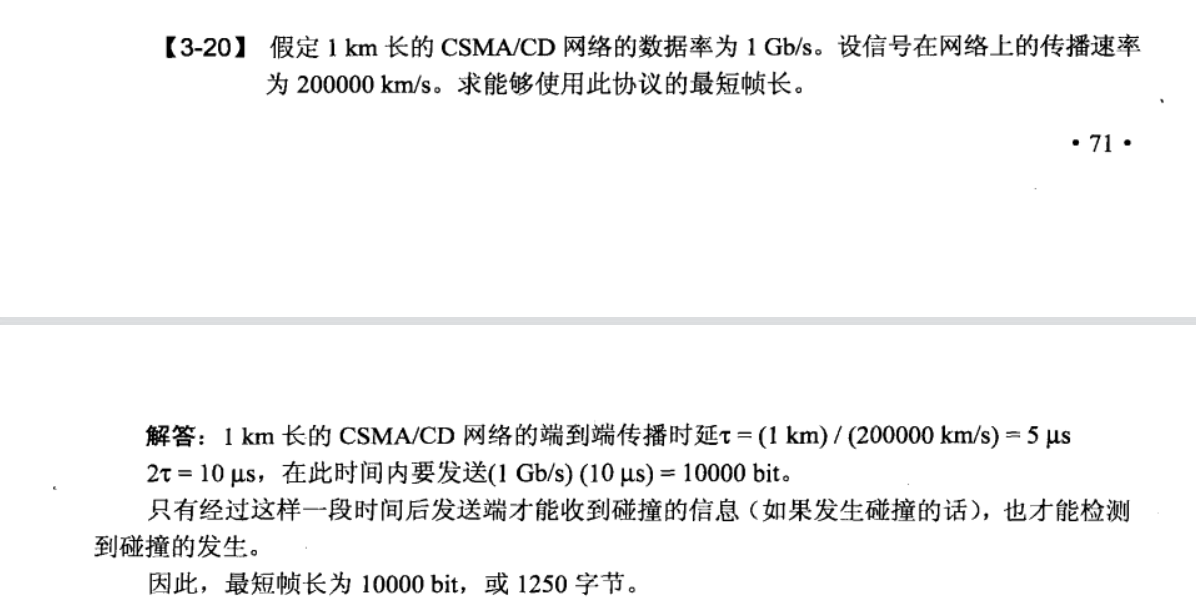 【3-20】 假定 1 km 长的 CSMA/CD 网络的数据率为 1 Gb/s。设信号在网络上的传播速率
为 200000 km/s。求能够使用此协议的最短帧长。
• 71 •
解答：1 km 长的 CSMA/CD 网络的端到端传播时延τ = (1 km) / (200000 km/s) = 5 μs
2τ = 10 μs，在此时间内要发送(1 Gb/s) (10 μs) = 10000 bit。
只有经过这样一段时间后发送端才能收到碰撞的信息（如果发生碰撞的话），也才能检测
到碰撞的发生。
因此，最短帧长为 10000 bit，或 1250 字节。